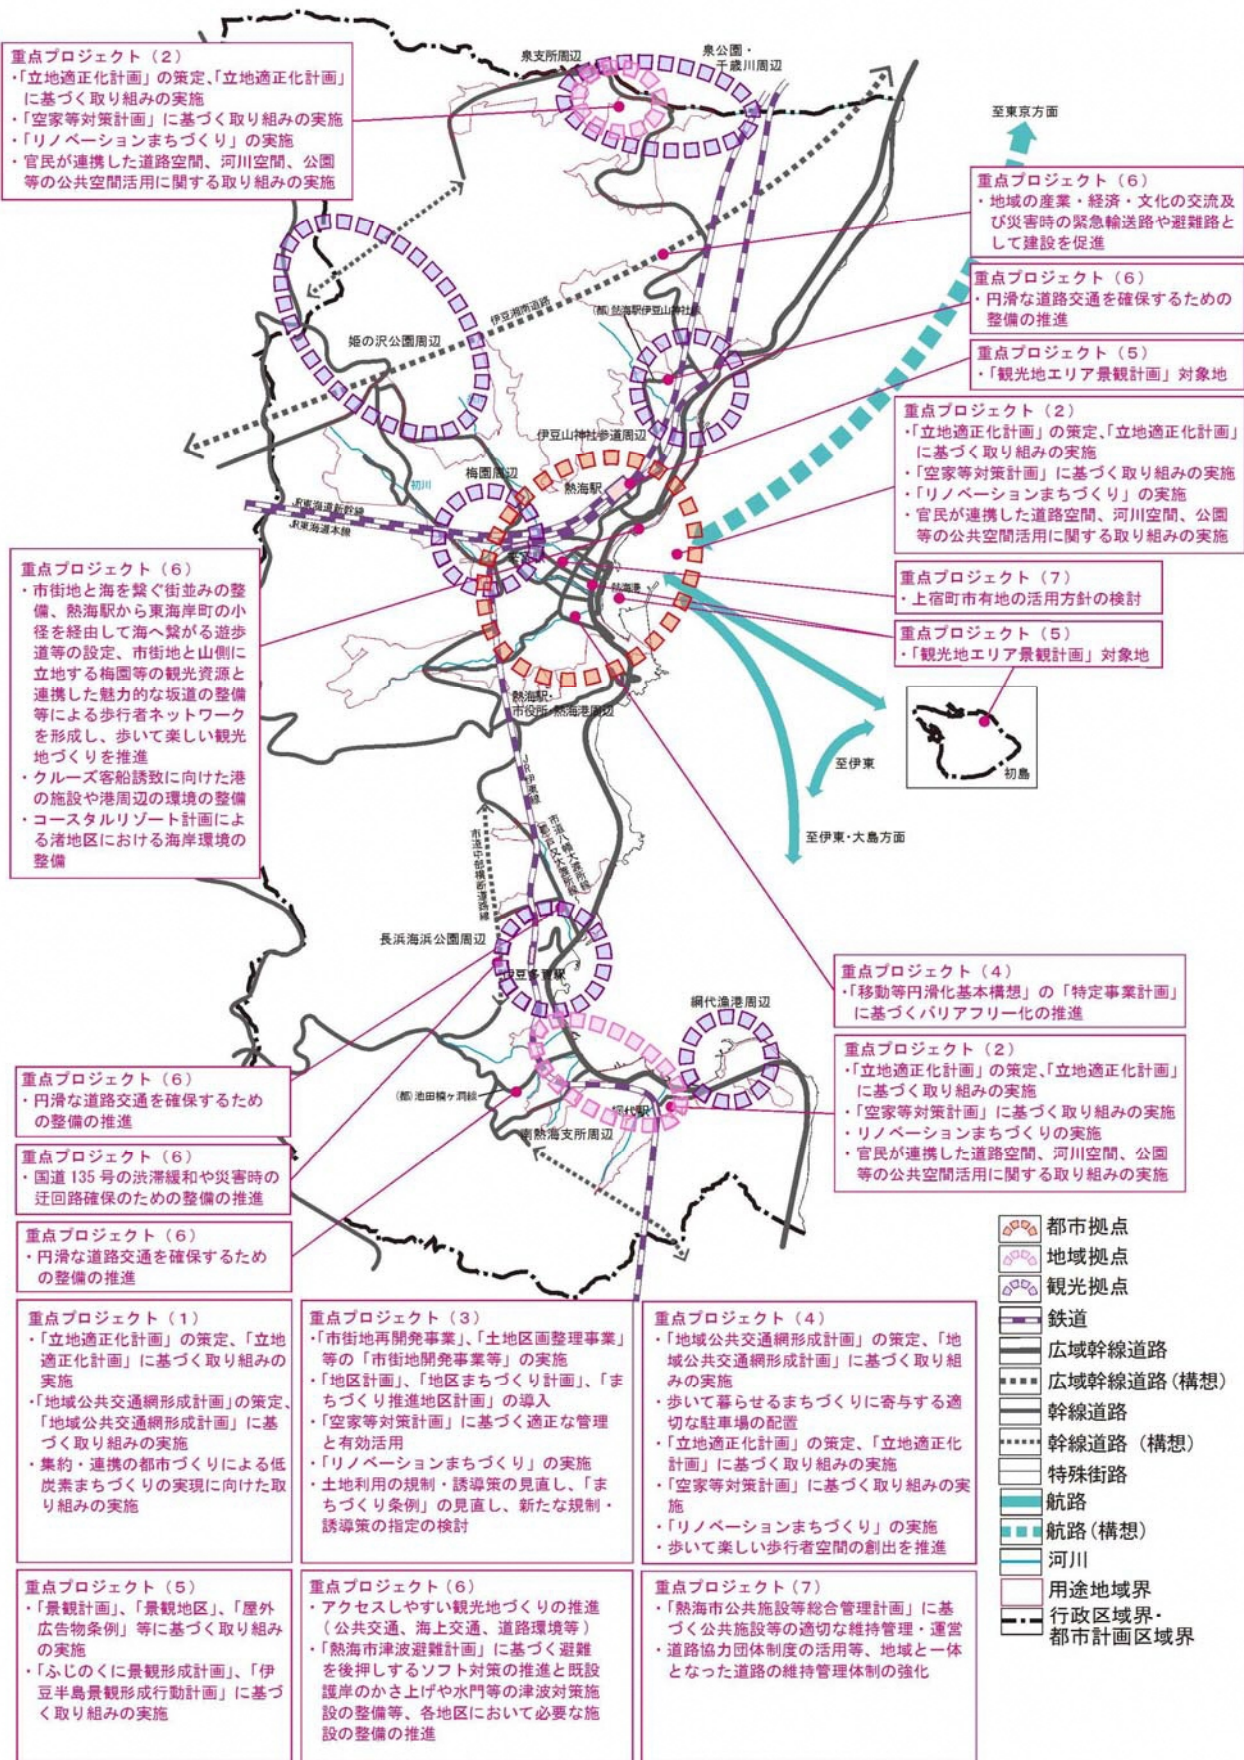 重点プロジェクト（2）
・「立地適正化計画」の策定、「立地適正化計画」
に基づく取り組みの実施
・「空家等対策計画」に基づく取り組みの実施
・「リノベーションまちづくり」の実施
・官民が連携した道路空間、河川空間、公園
等の公共空間活用に関する取り組みの実施
泉支所周辺
泉公園・
千歳川周辺
至東京方面
重点プロジェクト（6）
・地域の産業・経済・文化の交流及
び災害時の緊急輸送路や避難路と
して建設を促進
重点プロジェクト（6）
・円滑な道路交通を確保するための
整備の推進
重点プロジェクト（5）
・「観光地エリア景観計画」対象地
重点プロジェクト（2）
・「立地適正化計画」の策定、「立地適正化計画」
に基づく取り組みの実施
・「空家等対策計画」に基づく取り組みの実施
・「リノベーションまちづくり」の実施
・官民が連携した道路空間、河川空間、公園
等の公共空間活用に関する取り組みの実施
重点プロジェクト（7）
・上宿町市有地の活用方針の検討
重点プロジェクト（5）
・「観光地エリア景観計画」対象地
伊豆湘南道路
(都)熱海駅伊豆山神社線
姫の沢公園周辺
伊豆山神社参道周辺
梅園周辺
熱海駅
初川
JR東海道新幹線
JR東海道本線
熱海港
熱海駅・
市役所・熱海港周辺
初島
至伊東
至伊東・大島方面
重点プロジェクト（6）
・市街地と海を繋ぐ街並みの整
備、熱海駅から東海岸町の小
径を経由して海へ繋がる遊歩
道等の設定、市街地と山側に
立地する梅園等の観光資源と
連携した魅力的な坂道の整備
等による歩行者ネットワーク
を形成し、歩いて楽しい観光
地づくりを推進
・クルーズ客船誘致に向けた港
の施設や港周辺の環境の整備
・コースタルリゾート計画によ
る渚地区における海岸環境の
整備
JR伊東線
市道中部横断道路線
市道八幡大渡所線
長浜海浜公園周辺
伊豆多賀駅
網代漁港周辺
(都)池田楠ヶ洞線
網代駅
南熱海支所周辺
重点プロジェクト（4）
・「移動等円滑化基本構想」の「特定事業計画」
に基づくバリアフリー化の推進
重点プロジェクト（2）
・「立地適正化計画」の策定、「立地適正化計画」
に基づく取り組みの実施
・「空家等対策計画」に基づく取り組みの実施
・リノベーションまちづくりの実施
・官民が連携した道路空間、河川空間、公園
等の公共空間活用に関する取り組みの実施
重点プロジェクト（6）
・円滑な道路交通を確保するため
の整備の推進
重点プロジェクト（6）
・国道135号の渋滞緩和や災害時の
迂回路確保のための整備の推進
重点プロジェクト（6）
・円滑な道路交通を確保するため
の整備の推進
重点プロジェクト（1）
・「立地適正化計画」の策定、「立地
適正化計画」に基づく取り組みの
実施
・「地域公共交通網形成計画」の策定、
「地域公共交通網形成計画」に基
づく取り組みの実施
・集約・連携の都市づくりによる低
炭素まちづくりの実現に向けた取
り組みの実施
重点プロジェクト（3）
・「市街地再開発事業」、「土地区画整理事業」
等の「市街地開発事業等」の実施
・「地区計画」、「地区まちづくり計画」、「ま
ちづくり推進地区計画」の導入
・「空家等対策計画」に基づく適正な管理
と有効活用
・「リノベーションまちづくり」の実施
・土地利用の規制・誘導策の見直し、「ま
ちづくり条例」の見直し、新たな規制・
誘導策の指定の検討
重点プロジェクト（4）
・「地域公共交通網形成計画」の策定、「地
域公共交通網形成計画」に基づく取り組
みの実施
・歩いて暮らせるまちづくりに寄与する適
切な駐車場の配置
・「立地適正化計画」の策定、「立地適正化
計画」に基づく取り組みの実施
・「空家等対策計画」に基づく取り組みの実
施
・「リノベーションまちづくり」の実施
・歩いて楽しい歩行者空間の創出を推進
重点プロジェクト（5）
・「景観計画」、「景観地区」、「屋外
広告物条例」等に基づく取り組み
の実施
・「ふじのくに景観形成計画」、「伊
豆半島景観形成行動計画」に基づ
く取り組みの実施
重点プロジェクト（6）
・アクセスしやすい観光地づくりの推進
（公共交通、海上交通、道路環境等）
・「熱海市津波避難計画」に基づく避難
を後押しするソフト対策の推進と既設
護岸のかさ上げや水門等の津波対策施
設の整備等、各地区において必要な施
設の整備の推進
重点プロジェクト（7）
・「熱海市公共施設等総合管理計画」に基
づく公共施設等の適切な維持管理・運営
・道路協力団体制度の活用等、地域と一体
となった道路の維持管理体制の強化
都市拠点
地域拠点
観光拠点
鉄道
広域幹線道路
広域幹線道路(構想)
幹線道路
幹線道路（構想）
特殊街路
航路
航路(構想)
河川
用途地域界
行政区域界・
都市計画区域界